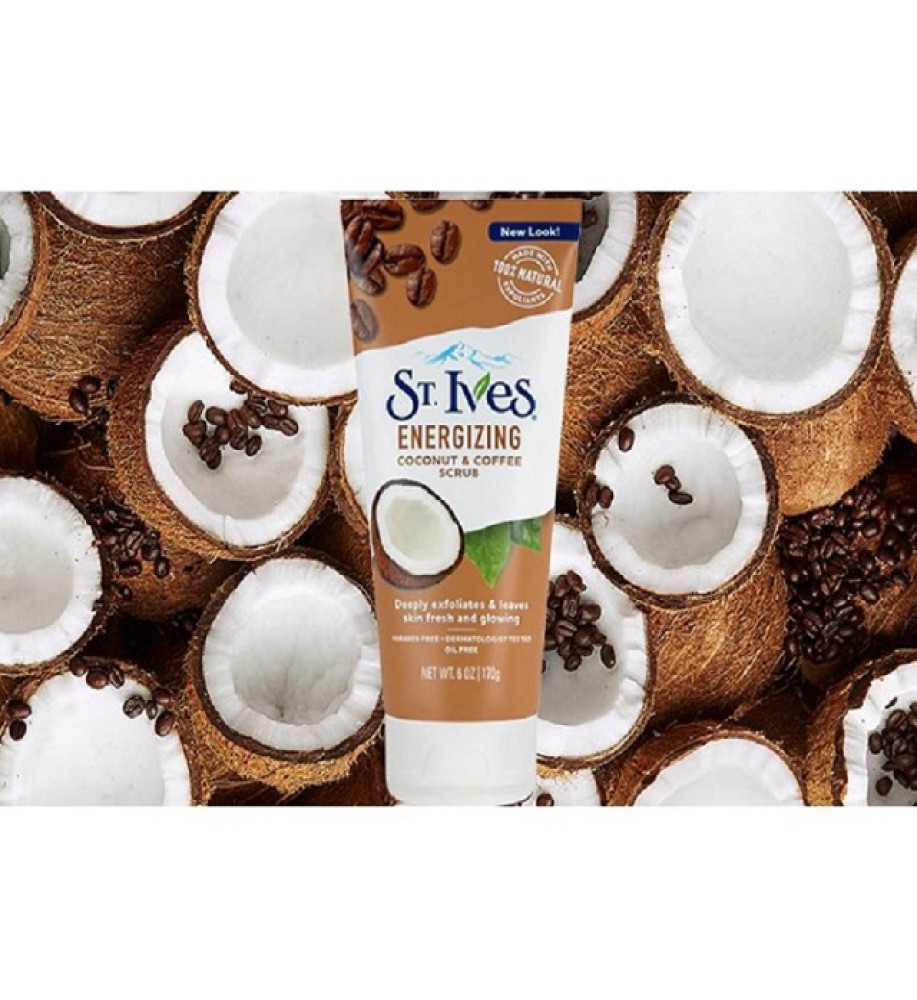 New Look!
MADE WITH
100% NATURAL
EXFOLIANTS
ST. IVES®
ENERGIZING
COCONUT & COFFEE
SCRUB
Deeply exfoliates & leaves
skin fresh and glowing
PARABEN FREE • DERMATOLOGIST TESTED
OIL FREE
NET WT. 6 OZ | 170g